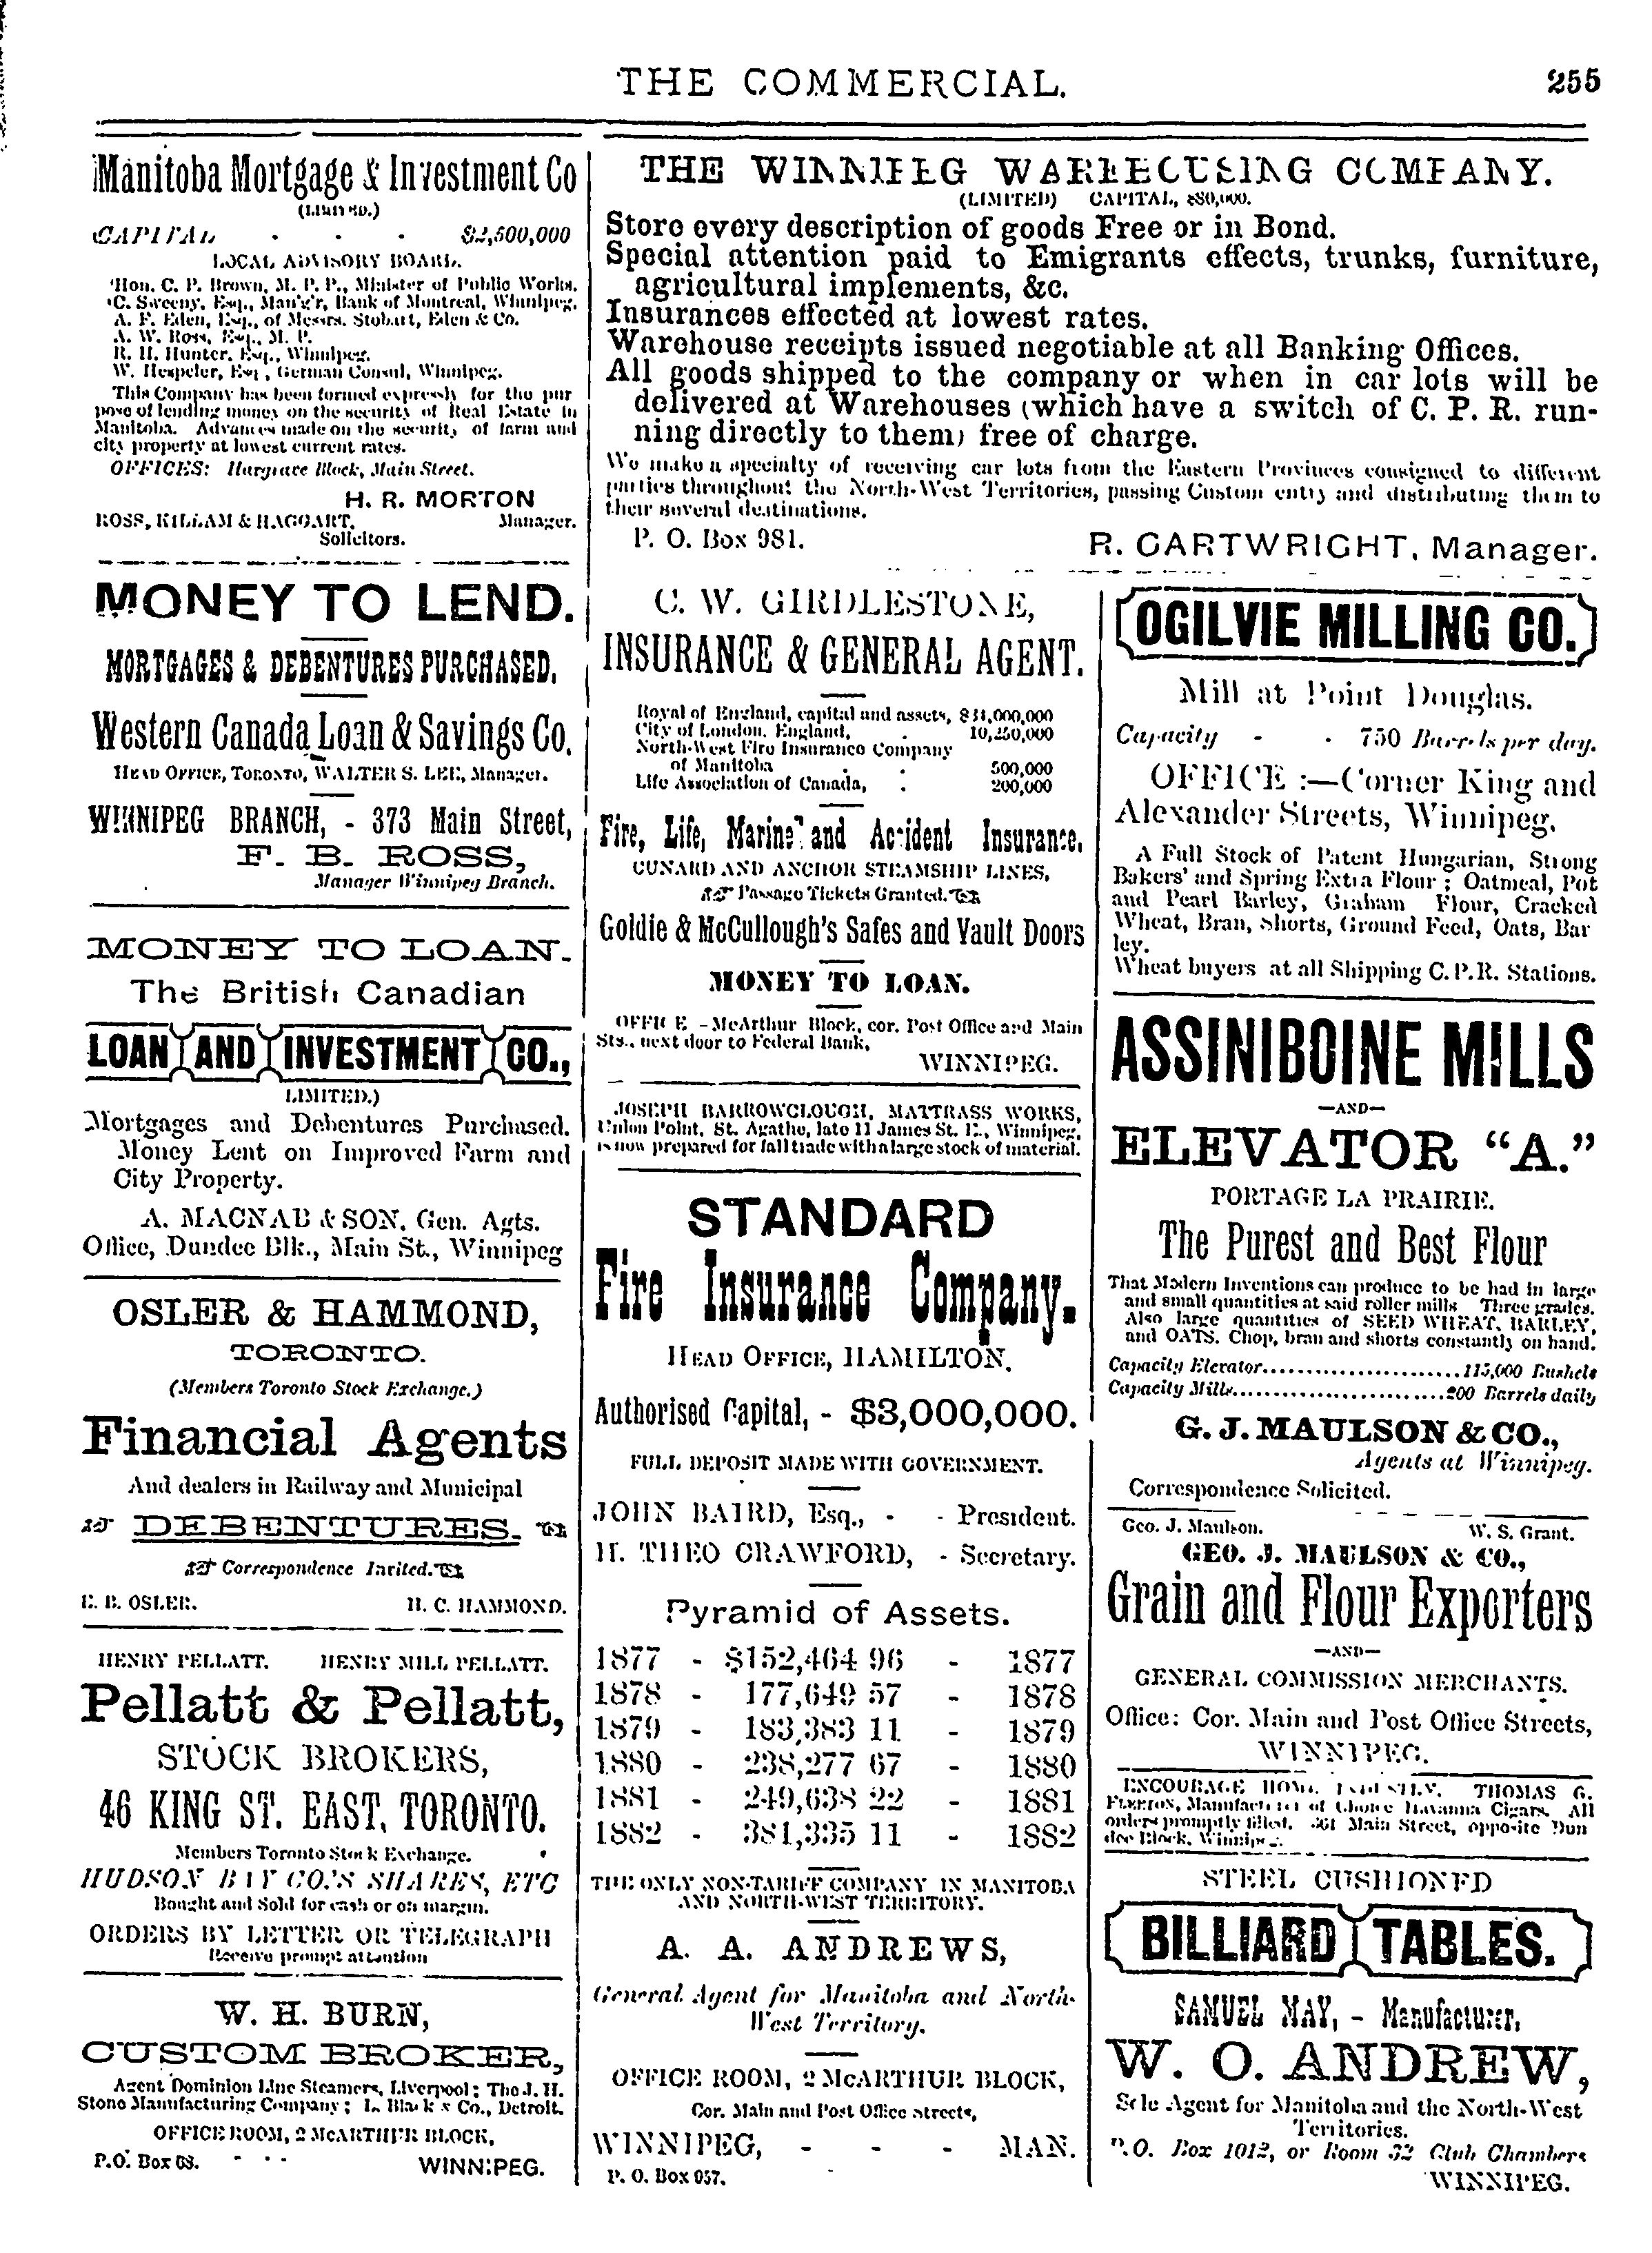 THE COMMERCIAL.
255
Manitoba Mortgage & Investment Co
(LIMITED.)
CAPITAL - - - $2,500,000
LOCAL ADVISORY BOARD.
Hon. C. P. Brown, M. P. P., Minister of Public Works.
C. Sweeny, Esq., Man'g'r, Bank of Montreal, Winnipeg.
A. F. Eden, Esq., of Messrs. Stobart, Eden & Co.
A. W. Ross, Esq., M. P.
R. H. Hunter, Esq., Winnipeg.
W. Hespeler, Esq., German Consul, Winnipeg.
This Company has been formed expressly for the pur
pose of lending money on the security of Real Estate in
Manitoba. Advances made on the security of farm and
city property at lowest current rates.
OFFICES: Hargrave Block, Main Street.
H. R. MORTON
ROSS, KILLAM & HAGGART. Manager.
Solicitors.
MONEY TO LEND.
MORTGAGES & DEBENTURES PURCHASED.
Western Canada Loan & Savings Co.
HEAD OFFICE, TORONTO, WALTER S. LEE, Manager.
WINNIPEG BRANCH, - 373 Main Street,
F. B. ROSS,
Manager Winnipeg Branch.
MONEY TO LOAN.
The British Canadian
LOAN AND INVESTMENT CO.,
LIMITED.)
Mortgages and Debentures Purchased.
Money Lent on Improved Farm and
City Property.
A. MACNAB & SON, Gen. Agts.
Office, Dundee Blk., Main St., Winnipeg
OSLER & HAMMOND,
TORONTO.
(Members Toronto Stock Exchange.)
Financial Agents
And dealers in Railway and Municipal
DEBENTURES.
Correspondence Invited.
E. B. OSLER. H. C. HAMMOND.
HENRY PELLATT. HENRY MILL PELLATT.
Pellatt & Pellatt,
STOCK BROKERS,
46 KING ST. EAST, TORONTO.
Members Toronto Stock Exchange.
HUDSON BAY CO.'S SHARES, ETC
Bought and Sold for cash or on margin.
ORDERS BY LETTER OR TELEGRAPH
Receive prompt attention
W. H. BURN,
CUSTOM BROKER,
Agent Dominion Line Steamers, Liverpool; The J. H.
Stone Manufacturing Company; L. Black & Co., Detroit.
OFFICE ROOM, 2 McARTHUR BLOCK,
P.O. Box 68. - - - WINNIPEG.
THE WINNIPEG WAREHOUSING COMPANY.
(LIMITED) CAPITAL, $80,000.
Store every description of goods Free or in Bond.
Special attention paid to Emigrants effects, trunks, furniture,
agricultural implements, &c.
Insurances effected at lowest rates.
Warehouse receipts issued negotiable at all Banking Offices.
All goods shipped to the company or when in car lots will be
delivered at Warehouses (which have a switch of C. P. R. run-
ning directly to them) free of charge.
We make a specialty of receiving car lots from the Eastern Provinces consigned to different
parties throughout the North-West Territories, passing Custom entry and distributing them to
their several destinations.
P. O. Box 981. R. CARTWRIGHT, Manager.
C. W. GIRDLESTONE,
INSURANCE & GENERAL AGENT.
Royal of England, capital and assets, $31,000,000
City of London, England, - 10,250,000
North-West Fire Insurance Company
of Manitoba - - 500,000
Life Association of Canada, - 200,000
Fire, Life, Marine and Accident Insurance.
CUNARD AND ANCHOR STEAMSHIP LINES,
Passage Tickets Granted.
Goldie & McCullough's Safes and Vault Doors
MONEY TO LOAN.
OFFICE - McArthur Block, cor. Post Office and Main
Sts., next door to Federal Bank,
WINNIPEG.
JOSEPH BARROWCLOUGH, MATTRASS WORKS,
Union Point, St. Agathe, late 11 James St. E., Winnipeg,
is now prepared for fall trade with a large stock of material.
STANDARD
Fire Insurance Company.
HEAD OFFICE, HAMILTON.
Authorised Capital, - $3,000,000.
FULL DEPOSIT MADE WITH GOVERNMENT.
JOHN BAIRD, Esq., - - President.
H. THEO CRAWFORD, - Secretary.
Pyramid of Assets.
1877 - $152,464 96 - 1877
1878 - 177,649 57 - 1878
1879 - 183,383 11 - 1879
1880 - 238,277 67 - 1880
1881 - 249,638 22 - 1881
1882 - 381,335 11 - 1882
THE ONLY NON-TARIFF COMPANY IN MANITOBA
AND NORTH-WEST TERRITORY.
A. A. ANDREWS,
General Agent for Manitoba and North-
West Territory.
OFFICE ROOM, 2 McARTHUR BLOCK,
Cor. Main and Post Office streets,
WINNIPEG, - - - MAN.
P. O. Box 957.
OGILVIE MILLING CO.
Mill at Point Douglas.
Capacity - - 750 Barrels per day.
OFFICE :—Corner King and
Alexander Streets, Winnipeg.
A Full Stock of Patent Hungarian, Strong
Bakers' and Spring Extra Flour; Oatmeal, Pot
and Pearl Barley, Graham Flour, Cracked
Wheat, Bran, Shorts, Ground Feed, Oats, Bar
ley.
Wheat buyers at all Shipping C.P.R. Stations.
ASSINIBOINE MILLS
—AND—
ELEVATOR "A."
PORTAGE LA PRAIRIE.
The Purest and Best Flour
That Modern Inventions can produce to be had in large
and small quantities at said roller mills Three grades.
Also large quantities of SEED WHEAT, BARLEY,
and OATS. Chop, bran and shorts constantly on hand.
Capacity Elevator......................115,000 Bushels
Capacity Mills......................200 Barrels daily
G. J. MAULSON & CO.,
Agents at Winnipeg.
Correspondence Solicited.
Geo. J. Maulson. W. S. Grant.
GEO. J. MAULSON & CO.,
Grain and Flour Exporters
—AND—
GENERAL COMMISSION MERCHANTS.
Office: Cor. Main and Post Office Streets,
WINNIPEG.
ENCOURAGE HOME INDUSTRY. THOMAS G.
Manufacturer of Choice Havanna Cigars. All
orders promptly filled. Main Street, opposite Dun
dee Block, Winnipeg.
STEEL CUSHIONED
BILLIARD TABLES.
SAMUEL MAY, - Manufacturer,
W. O. ANDREW,
Sole Agent for Manitoba and the North-West
Territories.
P.O. Box 1012, or Room 32 Club Chambers
WINNIPEG.